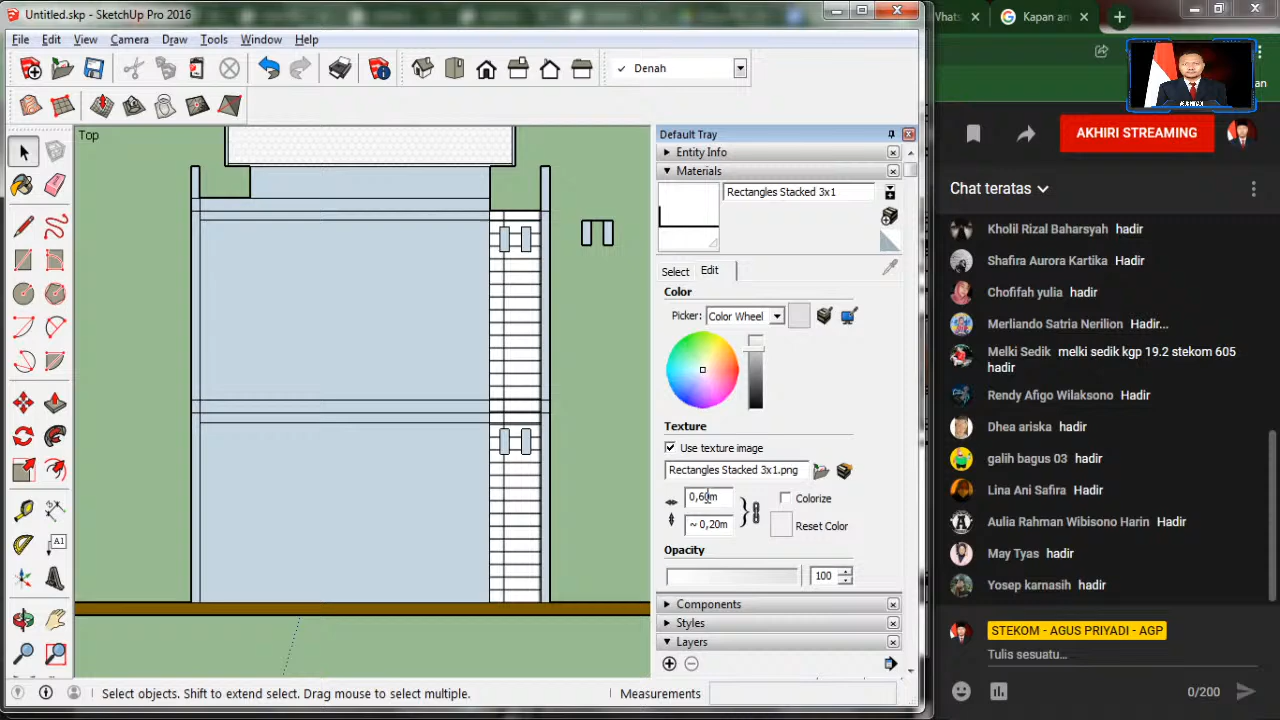 Untitled.skp - SketchUp Pro 2016
File Edit View Camera Draw Tools Window Help
Denah
Top
Default Tray
Entity Info
Materials
Rectangles Stacked 3x1
Select Edit
Color
Picker: Color Wheel
Texture
Use texture image
Rectangles Stacked 3x1.png
0,60m
~ 0,20m
Colorize
Reset Color
Opacity
100
Components
Styles
Layers
A1
Select objects. Shift to extend select. Drag mouse to select multiple.
Measurements
Whats
Kapan an
an
AKHIRI STREAMING
Chat teratas
Kholil Rizal Baharsyah hadir
Shafira Aurora Kartika Hadir
Chofifah yulia hadir
Merliando Satria Nerilion Hadir...
Melki Sedik melki sedik kgp 19.2 stekom 605
hadir
Rendy Afigo Wilaksono Hadir
Dhea ariska hadir
galih bagus 03 hadir
Lina Ani Safira Hadir
Aulia Rahman Wibisono Harin Hadir
May Tyas hadir
Yosep karnasih hadir
STEKOM - AGUS PRIYADI - AGP
Tulis sesuatu...
0/200